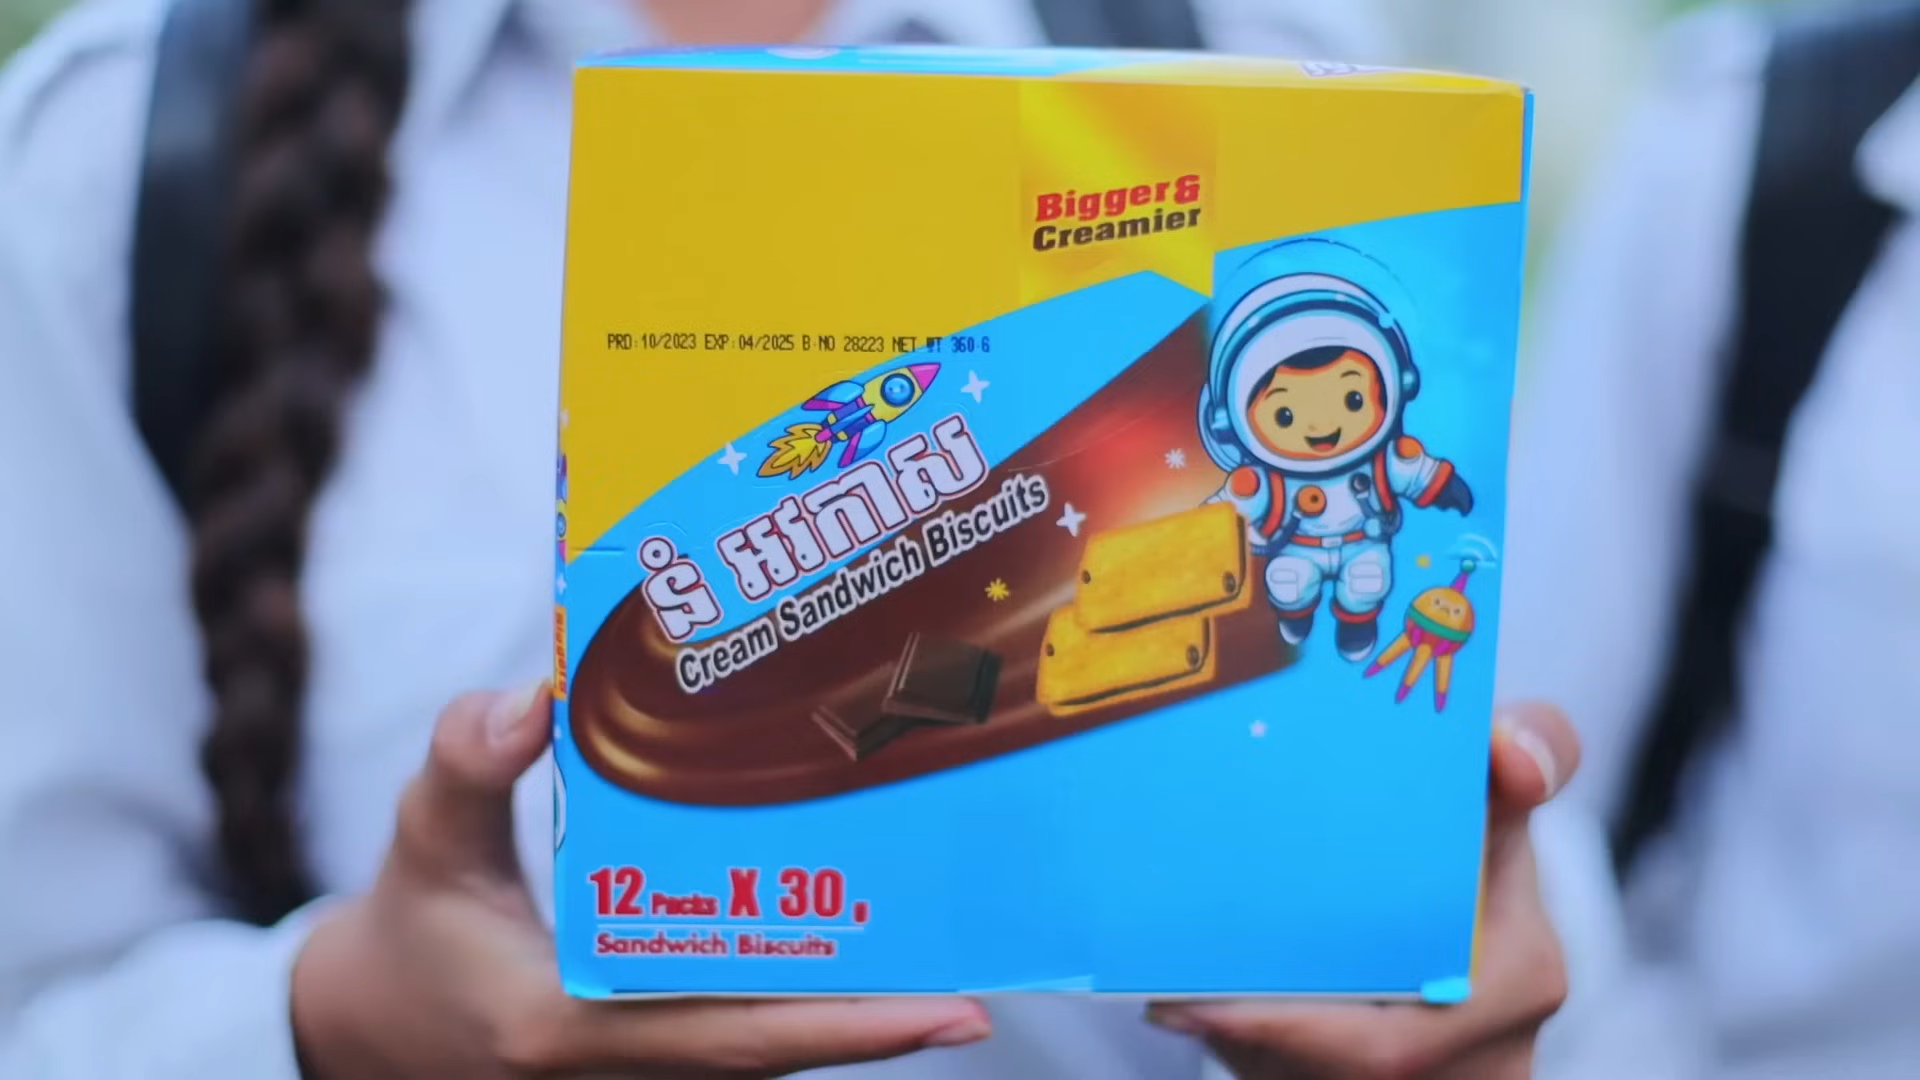 Bigger &
Creamier
PRD:10/2023 EXP:04/2025 B.NO 28223 NET WT 360 G
នំ អវកាស
Cream Sandwich Biscuits
12 Packs X 30g
Sandwich Biscuits